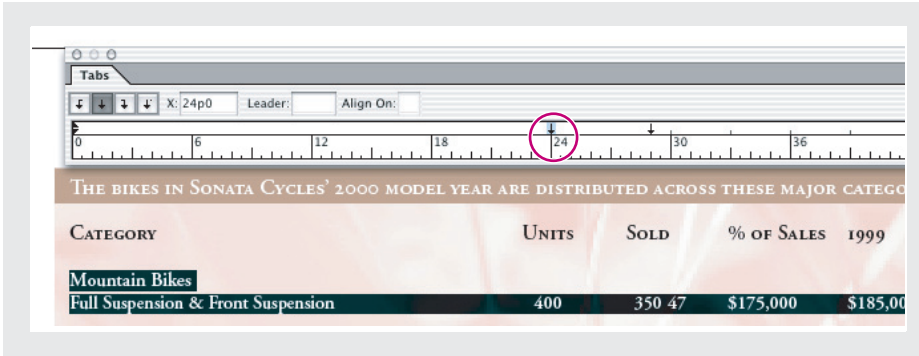 Tabs
X: 24p0 Leader: Align On:
0 6 12 18 24 30 36
THE BIKES IN SONATA CYCLES’ 2000 MODEL YEAR ARE DISTRIBUTED ACROSS THESE MAJOR CATEGO
CATEGORY UNITS SOLD % OF SALES 1999
Mountain Bikes
Full Suspension & Front Suspension 400 350 47 $175,000 $185,00